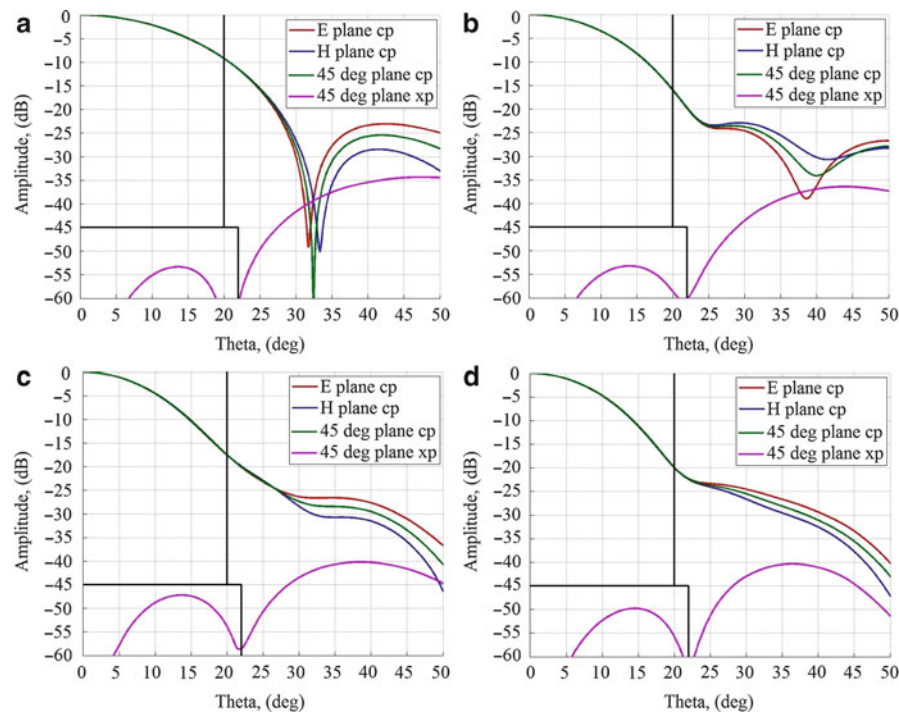 a
E plane cp
H plane cp
45 deg plane cp
45 deg plane xp
Amplitude, (dB)
0
−5
−10
−15
−20
−25
−30
−35
−40
−45
−50
−55
−60
0 5 10 15 20 25 30 35 40 45 50
Theta, (deg)
b
E plane cp
H plane cp
45 deg plane cp
45 deg plane xp
Amplitude, (dB)
0
−5
−10
−15
−20
−25
−30
−35
−40
−45
−50
−55
−60
0 5 10 15 20 25 30 35 40 45 50
Theta, (deg)
c
E plane cp
H plane cp
45 deg plane cp
45 deg plane xp
Amplitude, (dB)
0
−5
−10
−15
−20
−25
−30
−35
−40
−45
−50
−55
−60
0 5 10 15 20 25 30 35 40 45 50
Theta, (deg)
d
E plane cp
H plane cp
45 deg plane cp
45 deg plane xp
Amplitude, (dB)
0
−5
−10
−15
−20
−25
−30
−35
−40
−45
−50
−55
−60
0 5 10 15 20 25 30 35 40 45 50
Theta, (deg)